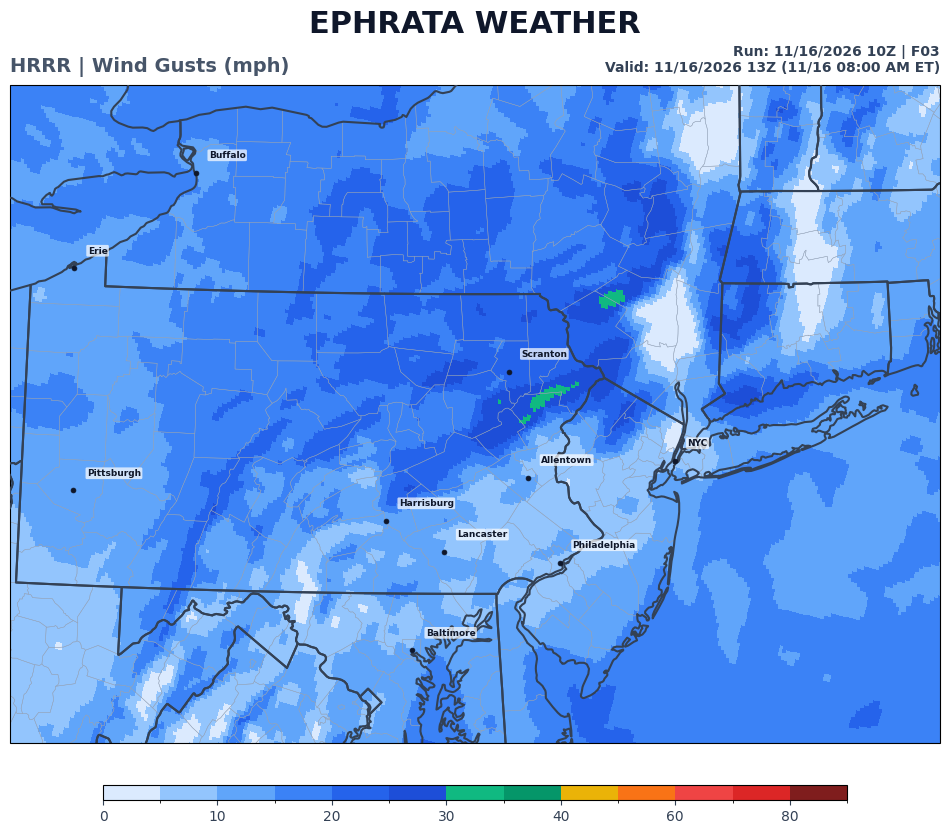 EPHRATA WEATHER
HRRR | Wind Gusts (mph)
Run: 11/16/2026 10Z | F03
Valid: 11/16/2026 13Z (11/16 08:00 AM ET)
Buffalo
Erie
Scranton
NYC
Allentown
Pittsburgh
Harrisburg
Lancaster
Philadelphia
Baltimore
0 10 20 30 40 50 60 70 80